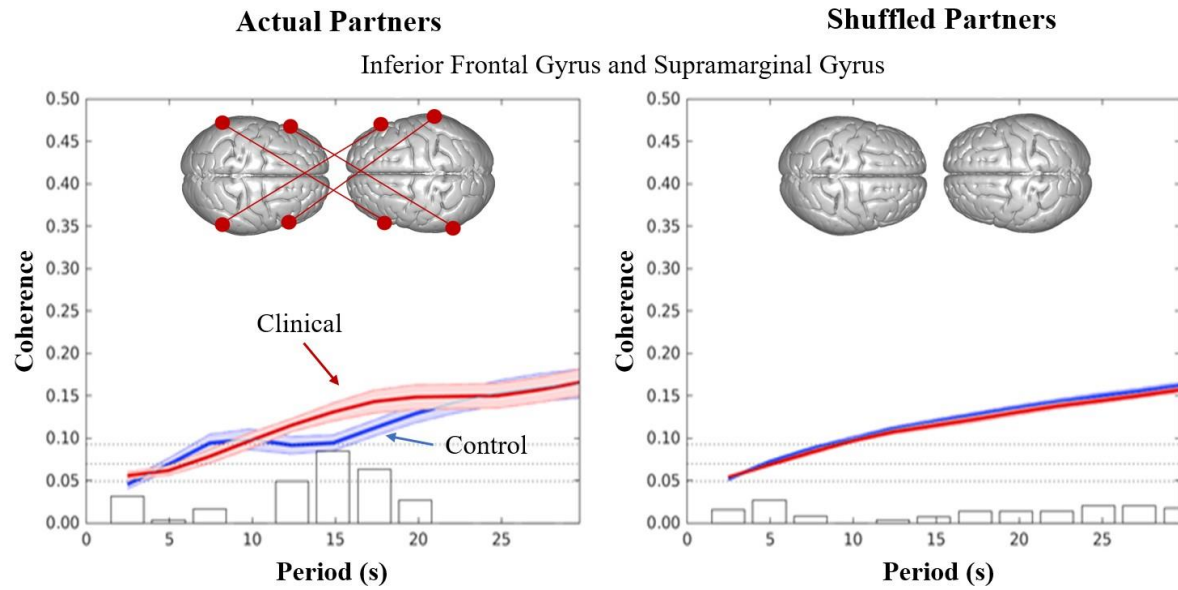 Actual Partners
Shuffled Partners
Inferior Frontal Gyrus and Supramarginal Gyrus
0.50
0.45
0.40
0.35
0.30
0.25
0.20
0.15
0.10
0.05
0.00
Coherence
Clinical
Control
0 5 10 15 20 25
Period (s)
0.50
0.45
0.40
0.35
0.30
0.25
0.20
0.15
0.10
0.05
0.00
Coherence
0 5 10 15 20 25
Period (s)